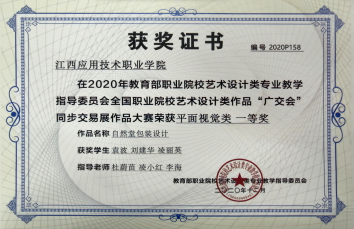 获奖证书
编号 2020P158
江西应用技术职业学院
在2020年教育部职业院校艺术设计类专业教学
指导委员会全国职业院校艺术设计类作品“广交会”
同步交易展作品大赛荣获平面视觉类 一等奖
作品名称 自然堂包装设计
获奖学生 袁波 刘建华 凌丽英
指导老师 杜蔚苗 凌小红 李海
教育部职业院校艺术设计类专业教学指导委员会
二〇二〇年十